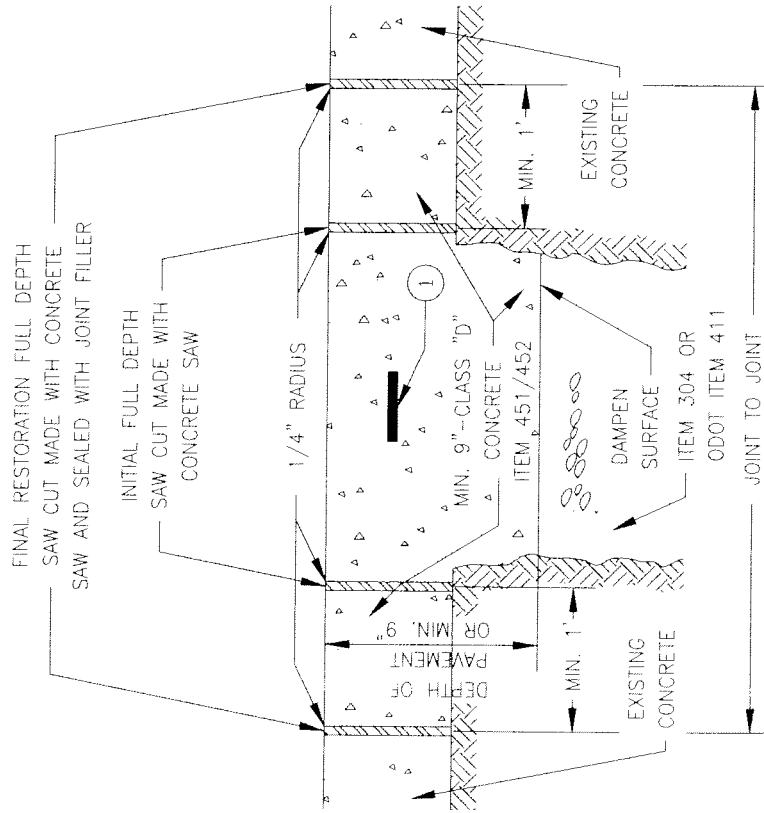 FINAL RESTORATION FULL DEPTH
SAW CUT MADE WITH CONCRETE
SAW AND SEALED WITH JOINT FILLER
INITIAL FULL DEPTH
SAW CUT MADE WITH
CONCRETE SAW
1/4" RADIUS
1
DEPTH OF
PAVEMENT
OR MIN. 9"
MIN. 9"-CLASS "D"
CONCRETE
ITEM 451/452
MIN. 1'
MIN. 1'
EXISTING
CONCRETE
DAMPEN
SURFACE
ITEM 304 OR
ODOT ITEM 411
EXISTING
CONCRETE
JOINT TO JOINT